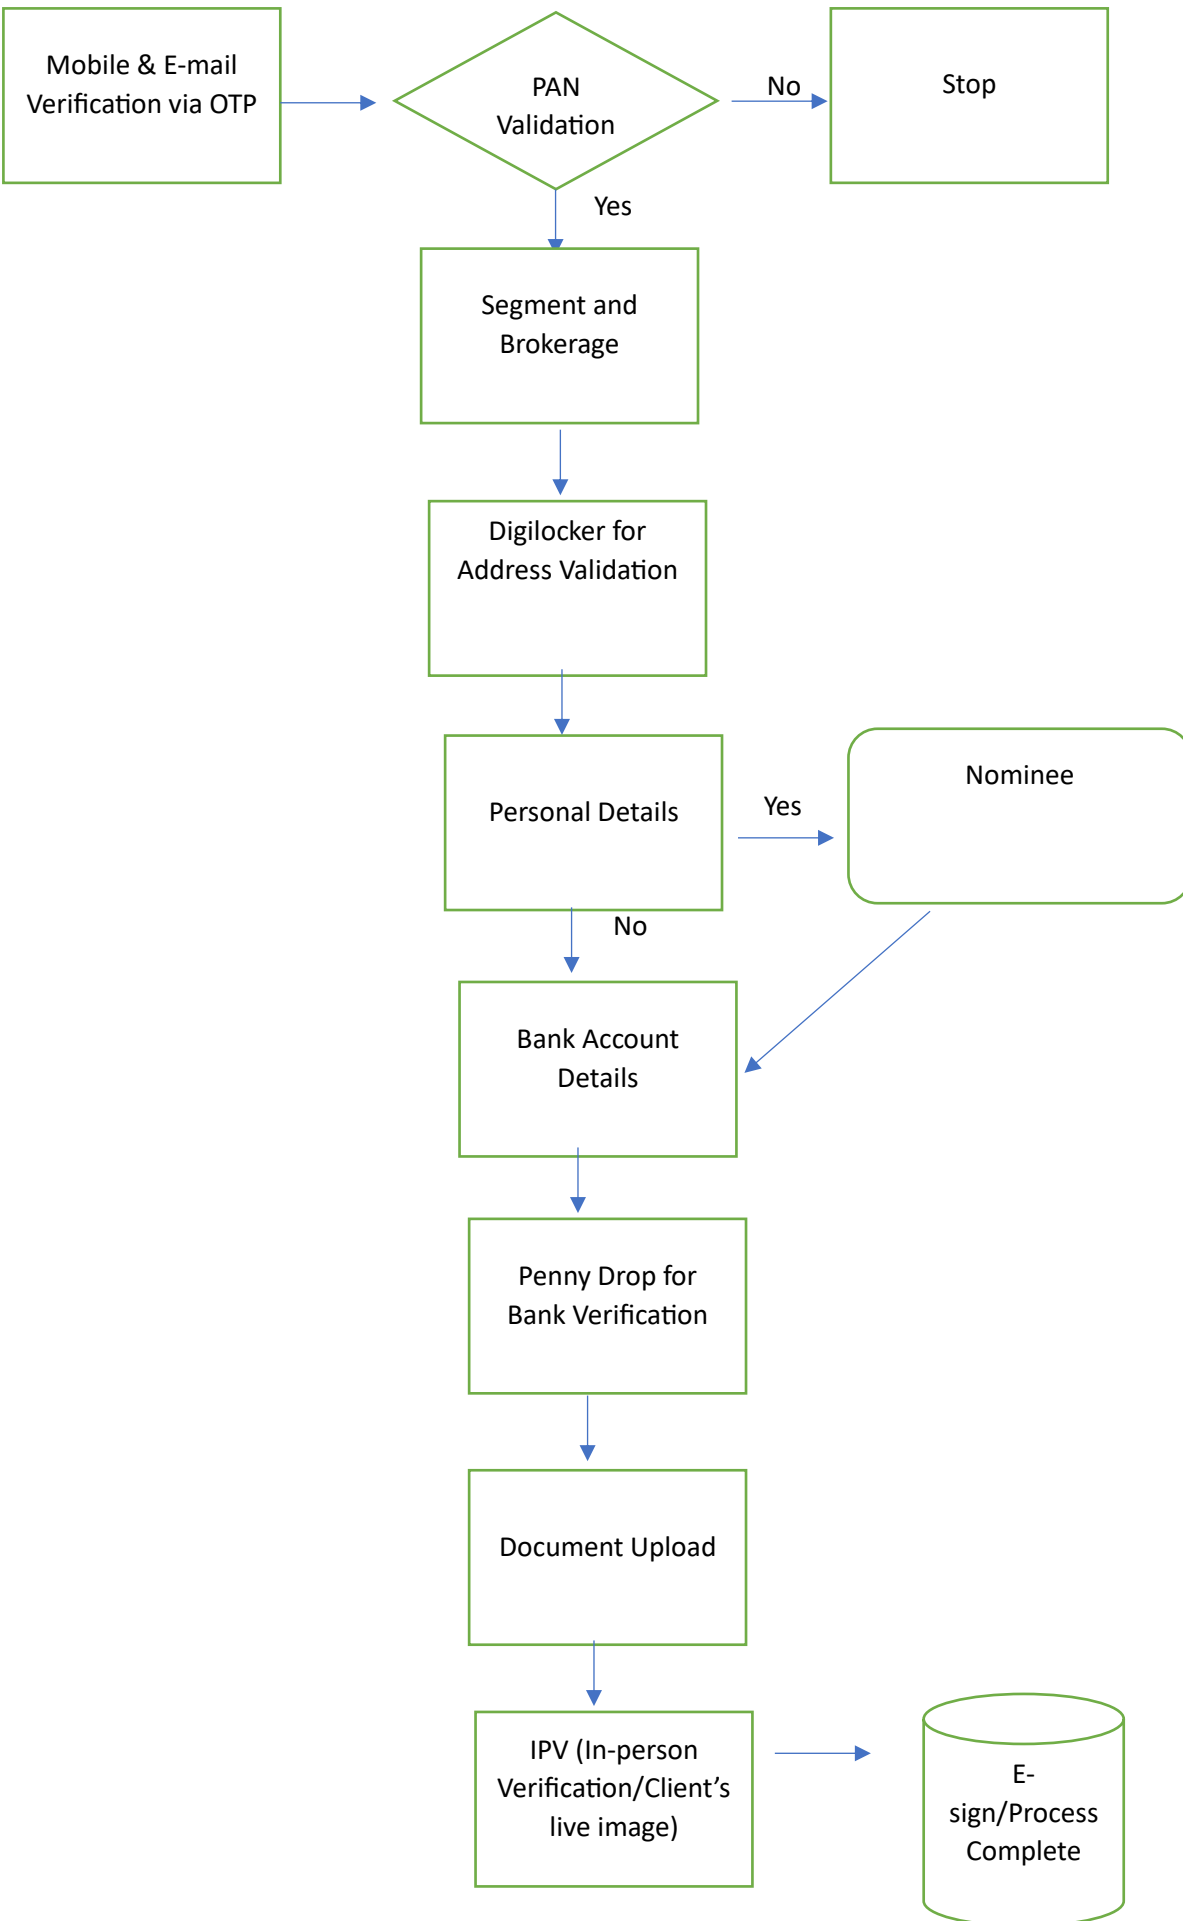 Mobile & E-mail
Verification via OTP
PAN
Validation
No
Stop
Yes
Segment and
Brokerage
Digilocker for
Address Validation
Personal Details
Yes
Nominee
No
Bank Account
Details
Penny Drop for
Bank Verification
Document Upload
IPV (In-person
Verification/Client’s
live image)
E-
sign/Process
Complete